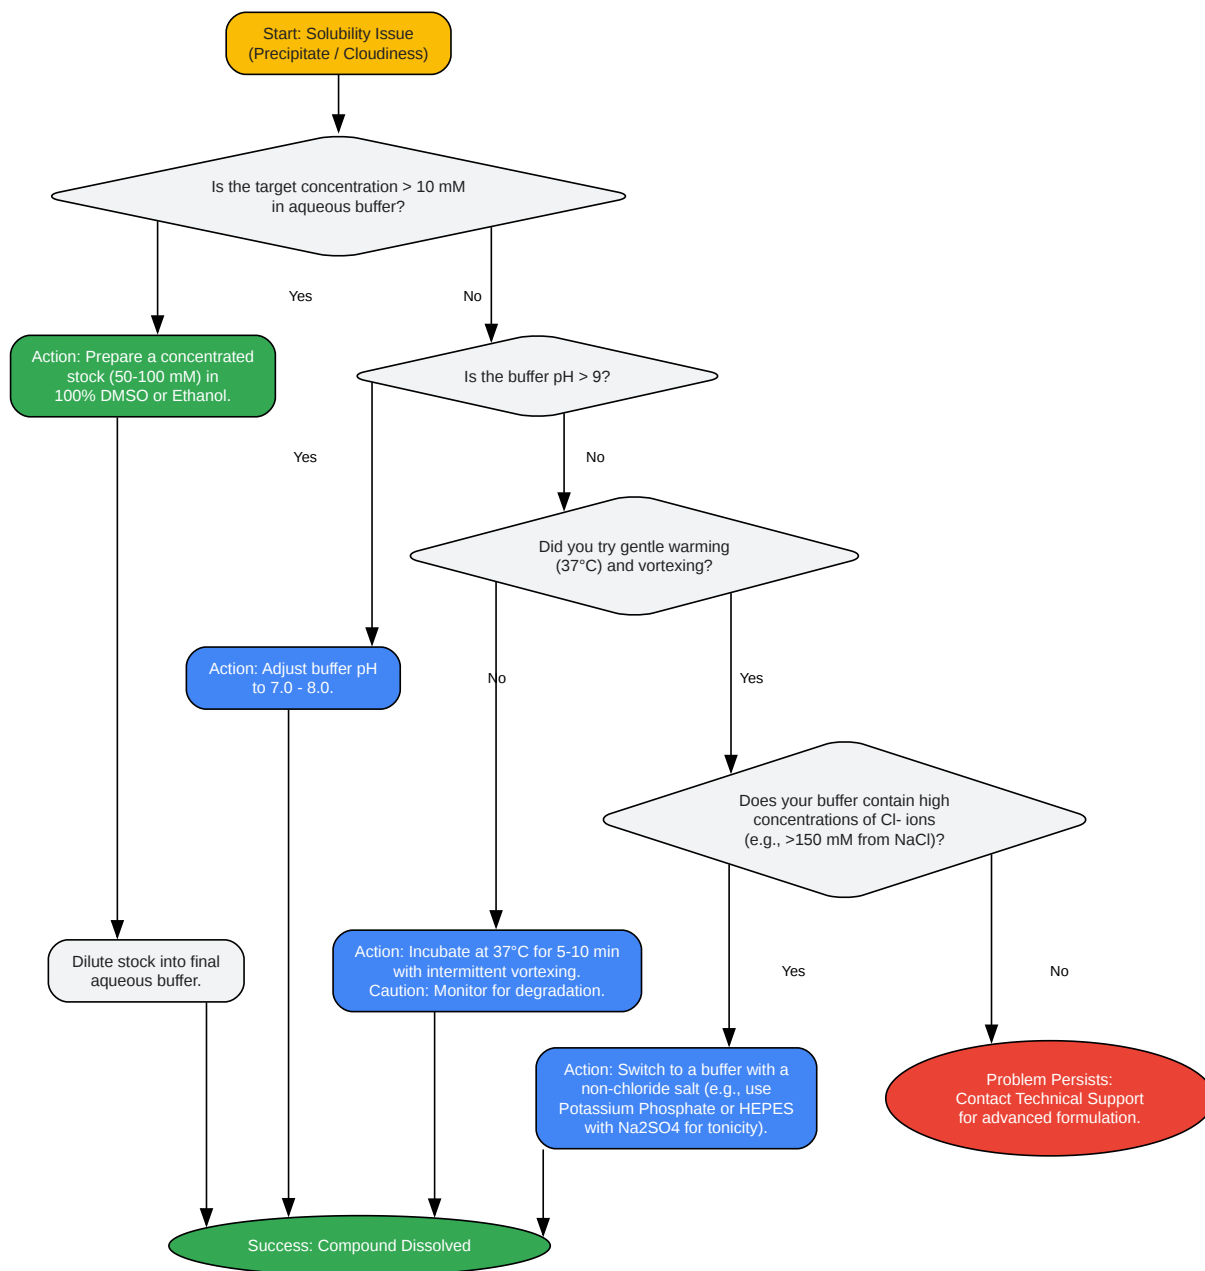 Start: Solubility Issue
(Precipitate / Cloudiness)
Is the target concentration > 10 mM
in aqueous buffer?
Yes
No
Action: Prepare a concentrated
stock (50-100 mM) in
100% DMSO or Ethanol.
Is the buffer pH > 9?
Yes
No
Did you try gentle warming
(37°C) and vortexing?
Action: Adjust buffer pH
to 7.0 - 8.0.
No
Yes
Does your buffer contain high
concentrations of Cl- ions
(e.g., >150 mM from NaCl)?
Dilute stock into final
aqueous buffer.
Action: Incubate at 37°C for 5-10 min
with intermittent vortexing.
Caution: Monitor for degradation.
Yes
No
Action: Switch to a buffer with a
non-chloride salt (e.g., use
Potassium Phosphate or HEPES
with Na2SO4 for tonicity).
Problem Persists:
Contact Technical Support
for advanced formulation.
Success: Compound Dissolved